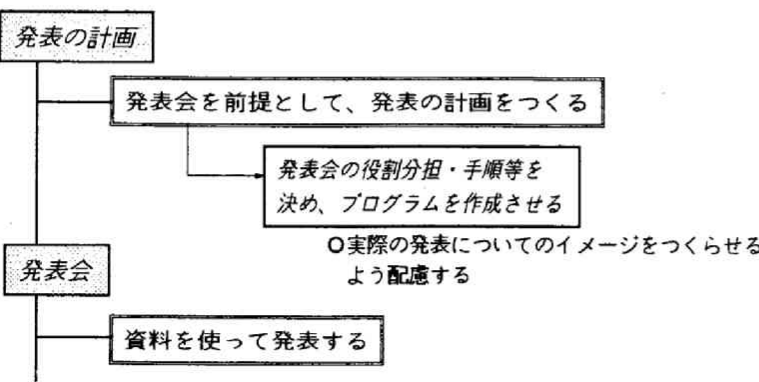 発表の計画
発表会を前提として、発表の計画をつくる
発表会の役割分担・手順等を
決め、プログラムを作成させる
○実際の発表についてのイメージをつくらせる
よう配慮する
発表会
資料を使って発表する